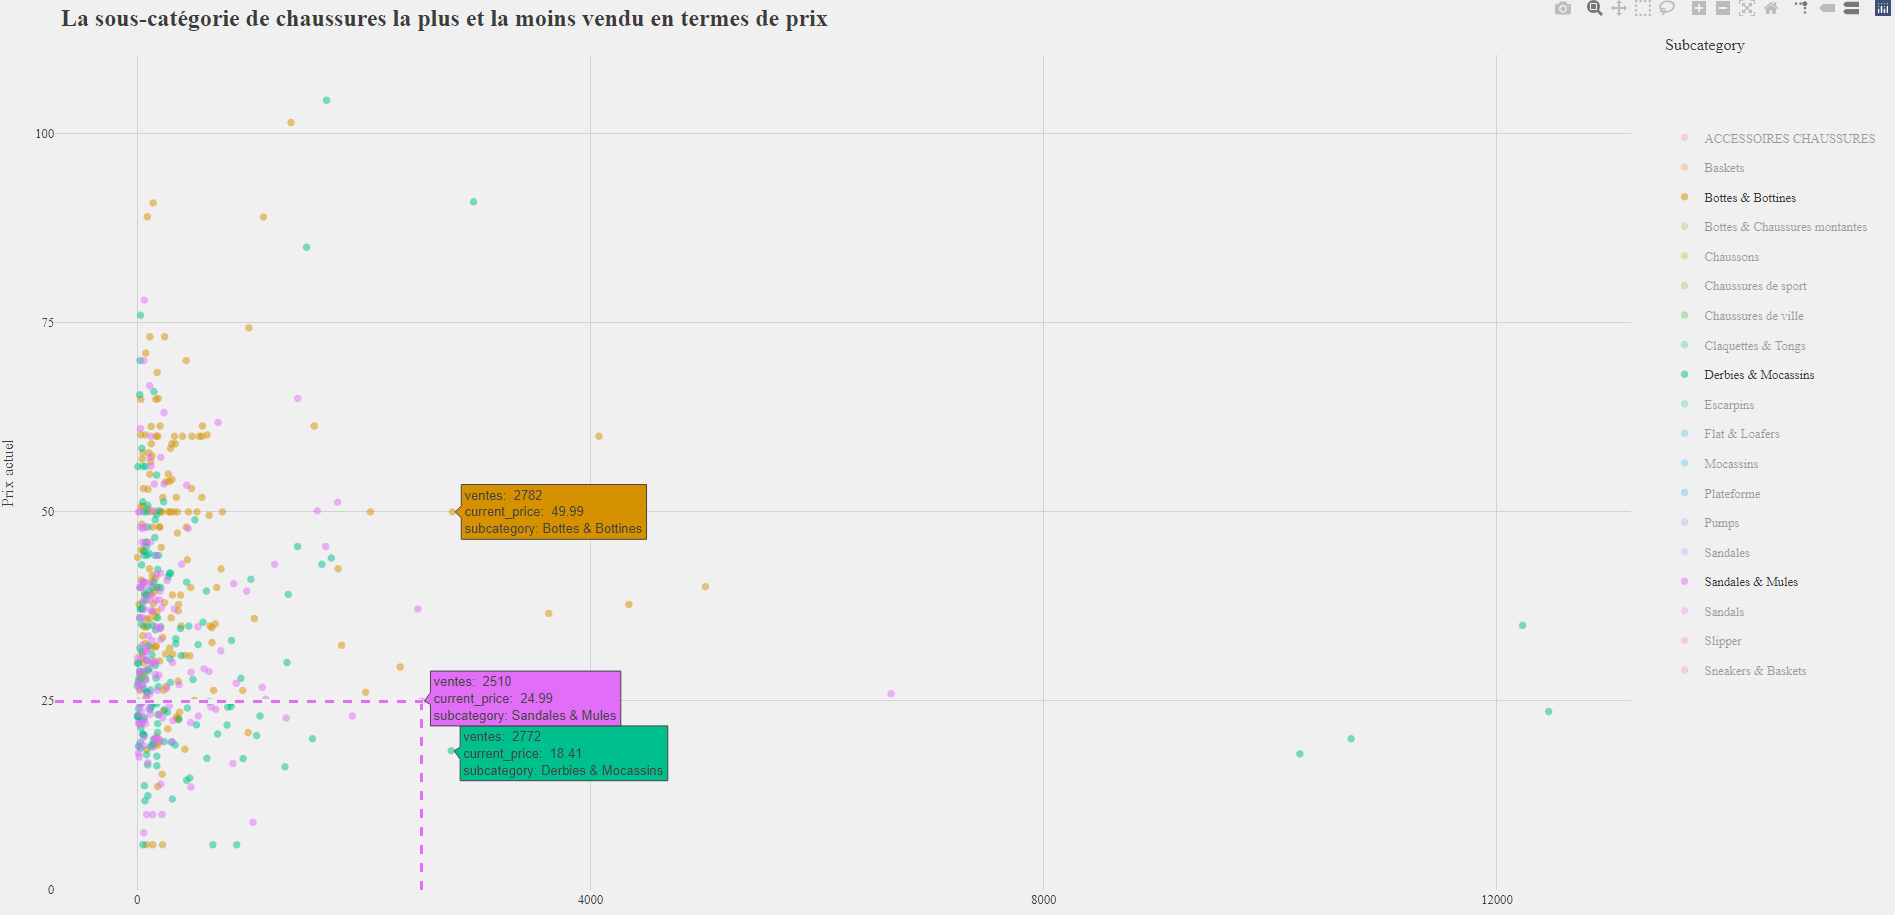 La sous-catégorie de chaussures la plus et la moins vendu en termes de prix
Subcategory
ACCESSOIRES CHAUSSURES
Baskets
Bottes & Bottines
Bottes & Chaussures montantes
Chaussons
Chaussures de sport
Chaussures de ville
Claquettes & Tongs
Derbies & Mocassins
Escarpins
Flat & Loafers
Mocassins
Plateforme
Pumps
Sandales
Sandales & Mules
Sandals
Slipper
Sneakers & Baskets
Prix actuel
100
75
50
25
0
ventes: 2782
current_price: 49.99
subcategory: Bottes & Bottines
ventes: 2510
current_price: 24.99
subcategory: Sandales & Mules
ventes: 2772
current_price: 18.41
subcategory: Derbies & Mocassins
0
4000
8000
12000